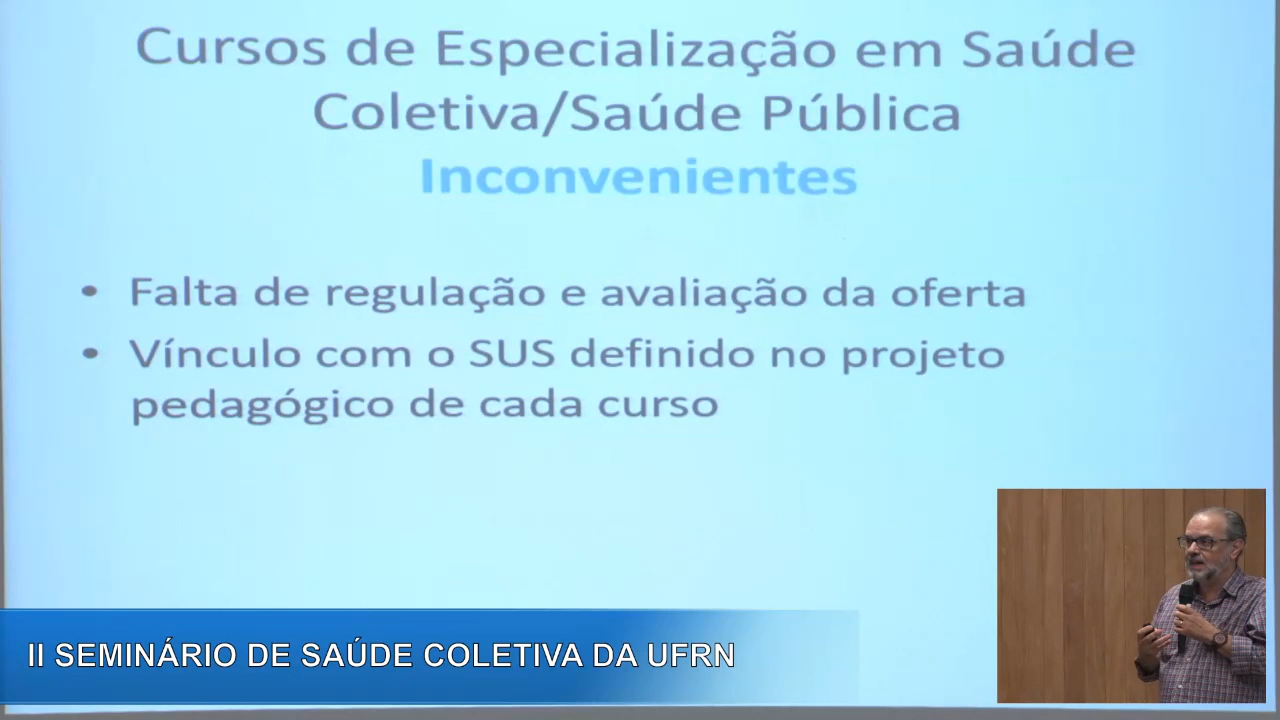 Cursos de Especialização em Saúde
Coletiva/Saúde Pública
Inconvenientes
• Falta de regulação e avaliação da oferta
• Vínculo com o SUS definido no projeto
pedagógico de cada curso
II SEMINÁRIO DE SAÚDE COLETIVA DA UFRN